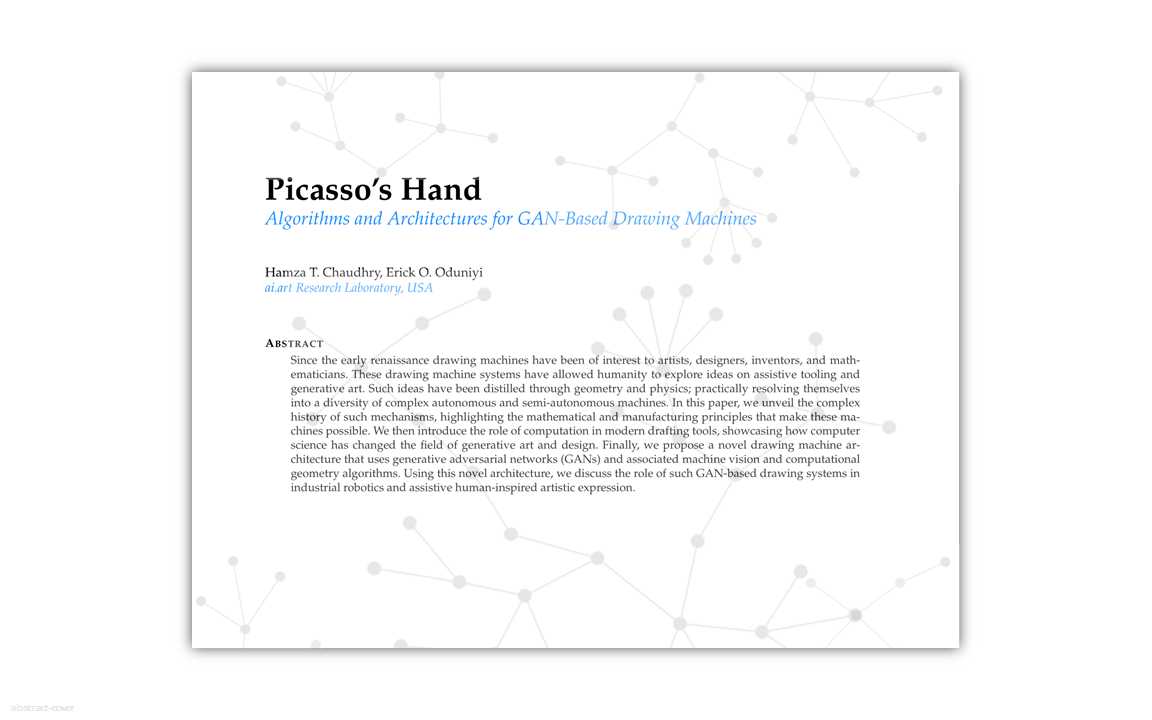 Picasso’s Hand
Algorithms and Architectures for GAN-Based Drawing Machines
Hamza T. Chaudhry, Erick O. Oduniyi
ai.art Research Laboratory, USA
Abstract
Since the early renaissance drawing machines have been of interest to artists, designers, inventors, and math-
ematicians. These drawing machine systems have allowed humanity to explore ideas on assistive tooling and
generative art. Such ideas have been distilled through geometry and physics; practically resolving themselves
into a diversity of complex autonomous and semi-autonomous machines. In this paper, we unveil the complex
history of such mechanisms, highlighting the mathematical and manufacturing principles that make these ma-
chines possible. We then introduce the role of computation in modern drafting tools, showcasing how computer
science has changed the field of generative art and design. Finally, we propose a novel drawing machine ar-
chitecture that uses generative adversarial networks (GANs) and associated machine vision and computational
geometry algorithms. Using this novel architecture, we discuss the role of such GAN-based drawing systems in
industrial robotics and assistive human-inspired artistic expression.
abstract-cover